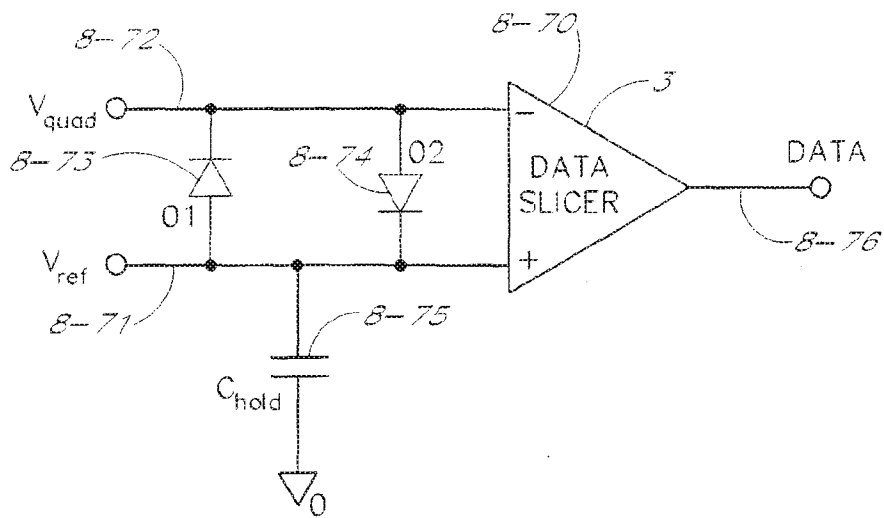 8-72
8-70
3
V_quad
8-73
8-74
02
-
DATA
SLICER
DATA
01
V_ref
+
8-76
8-71
8-75
C_hold
0